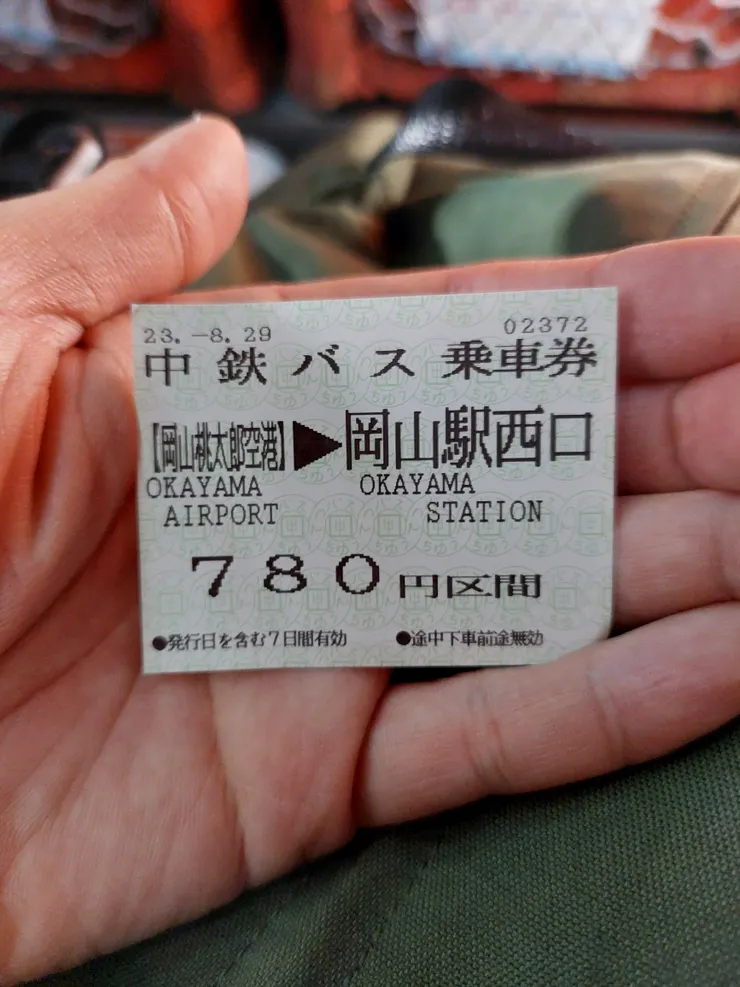 23.-8.29 02372
中鉄バス 乗車券
【岡山桃太郎空港】▶岡山駅西口
OKAYAMA OKAYAMA
AIRPORT STATION
780円区間
●発行日を含む7日間有効 ●途中下車前途無効